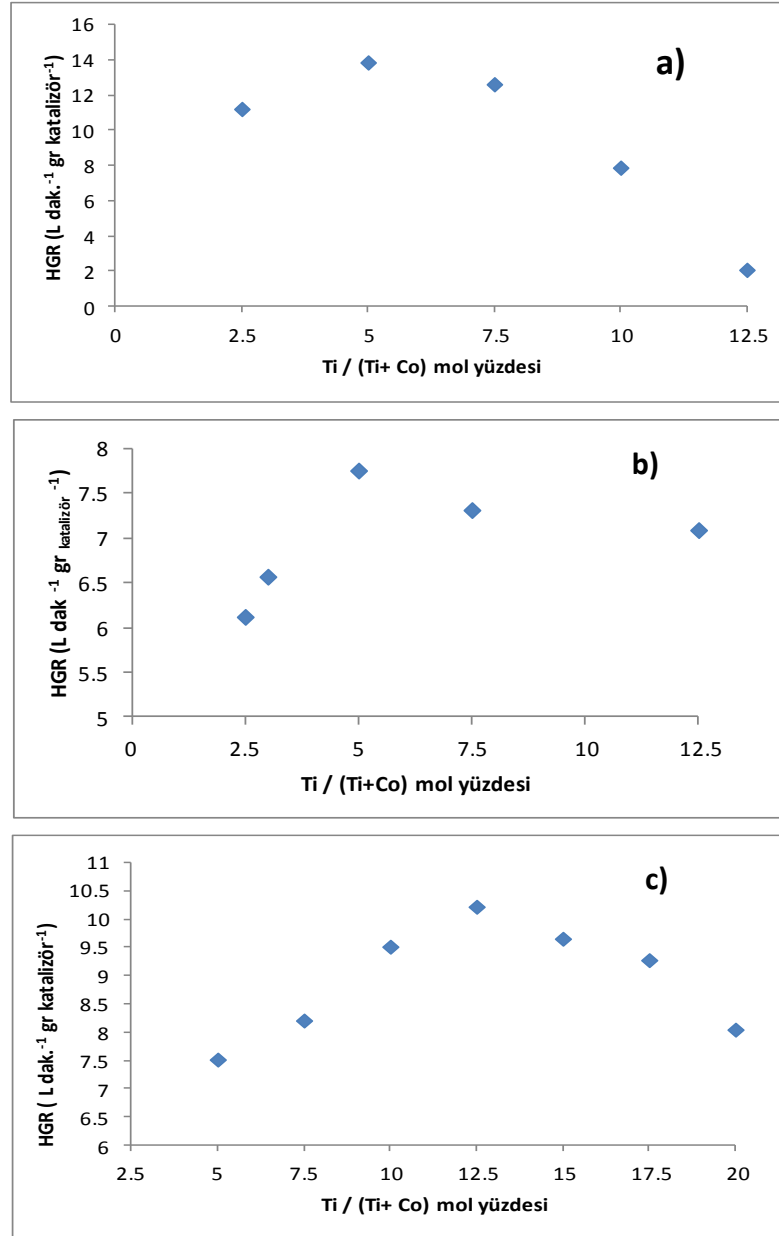 a)
HGR (L dak.-1 gr katalizör-1)
16
14
12
10
8
6
4
2
0
0 2.5 5 7.5 10 12.5
Ti / (Ti+ Co) mol yüzdesi
b)
HGR (L dak -1 gr katalizör -1)
8
7.5
7
6.5
6
5.5
5
0 2.5 5 7.5 10 12.5
Ti / (Ti+Co) mol yüzdesi
c)
HGR ( L dak.-1 gr katalizör-1)
11
10.5
10
9.5
9
8.5
8
7.5
7
6.5
6
2.5 5 7.5 10 12.5 15 17.5 20
Ti / (Ti+ Co) mol yüzdesi